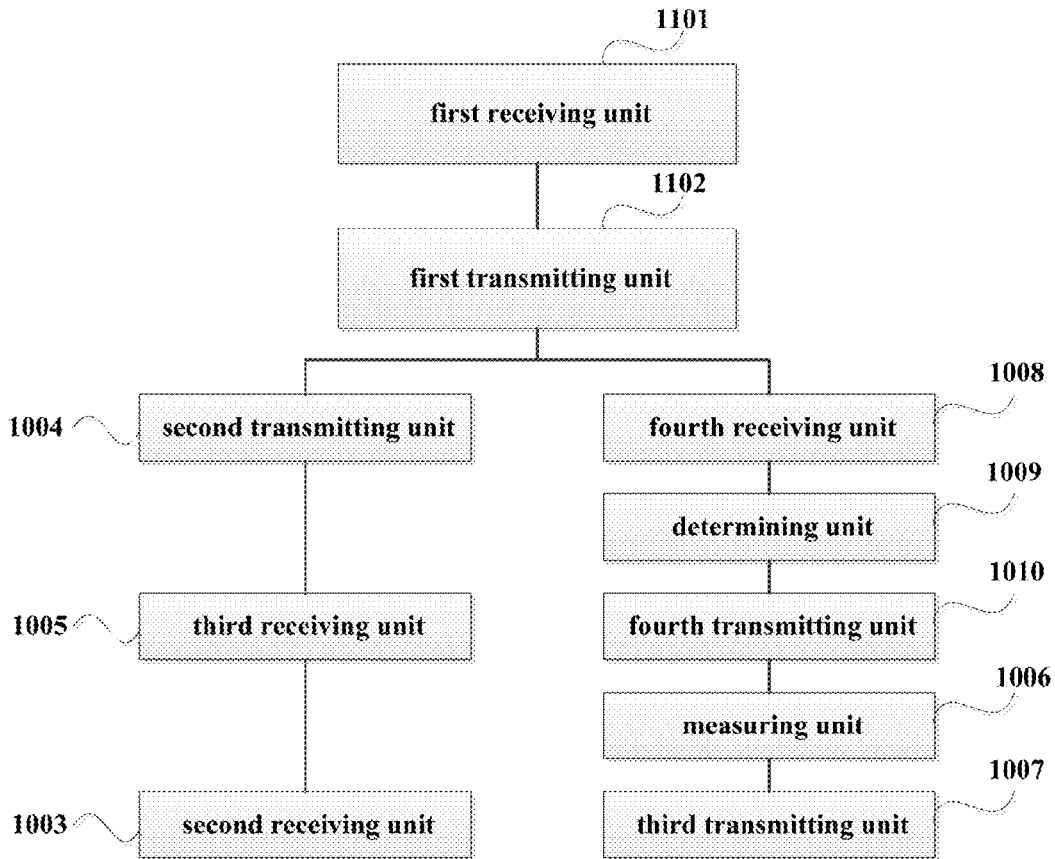 1101
first receiving unit
1102
first transmitting unit
1008
1004
second transmitting unit
fourth receiving unit
1009
determining unit
1010
1005
third receiving unit
fourth transmitting unit
1006
measuring unit
1007
1003
second receiving unit
third transmitting unit